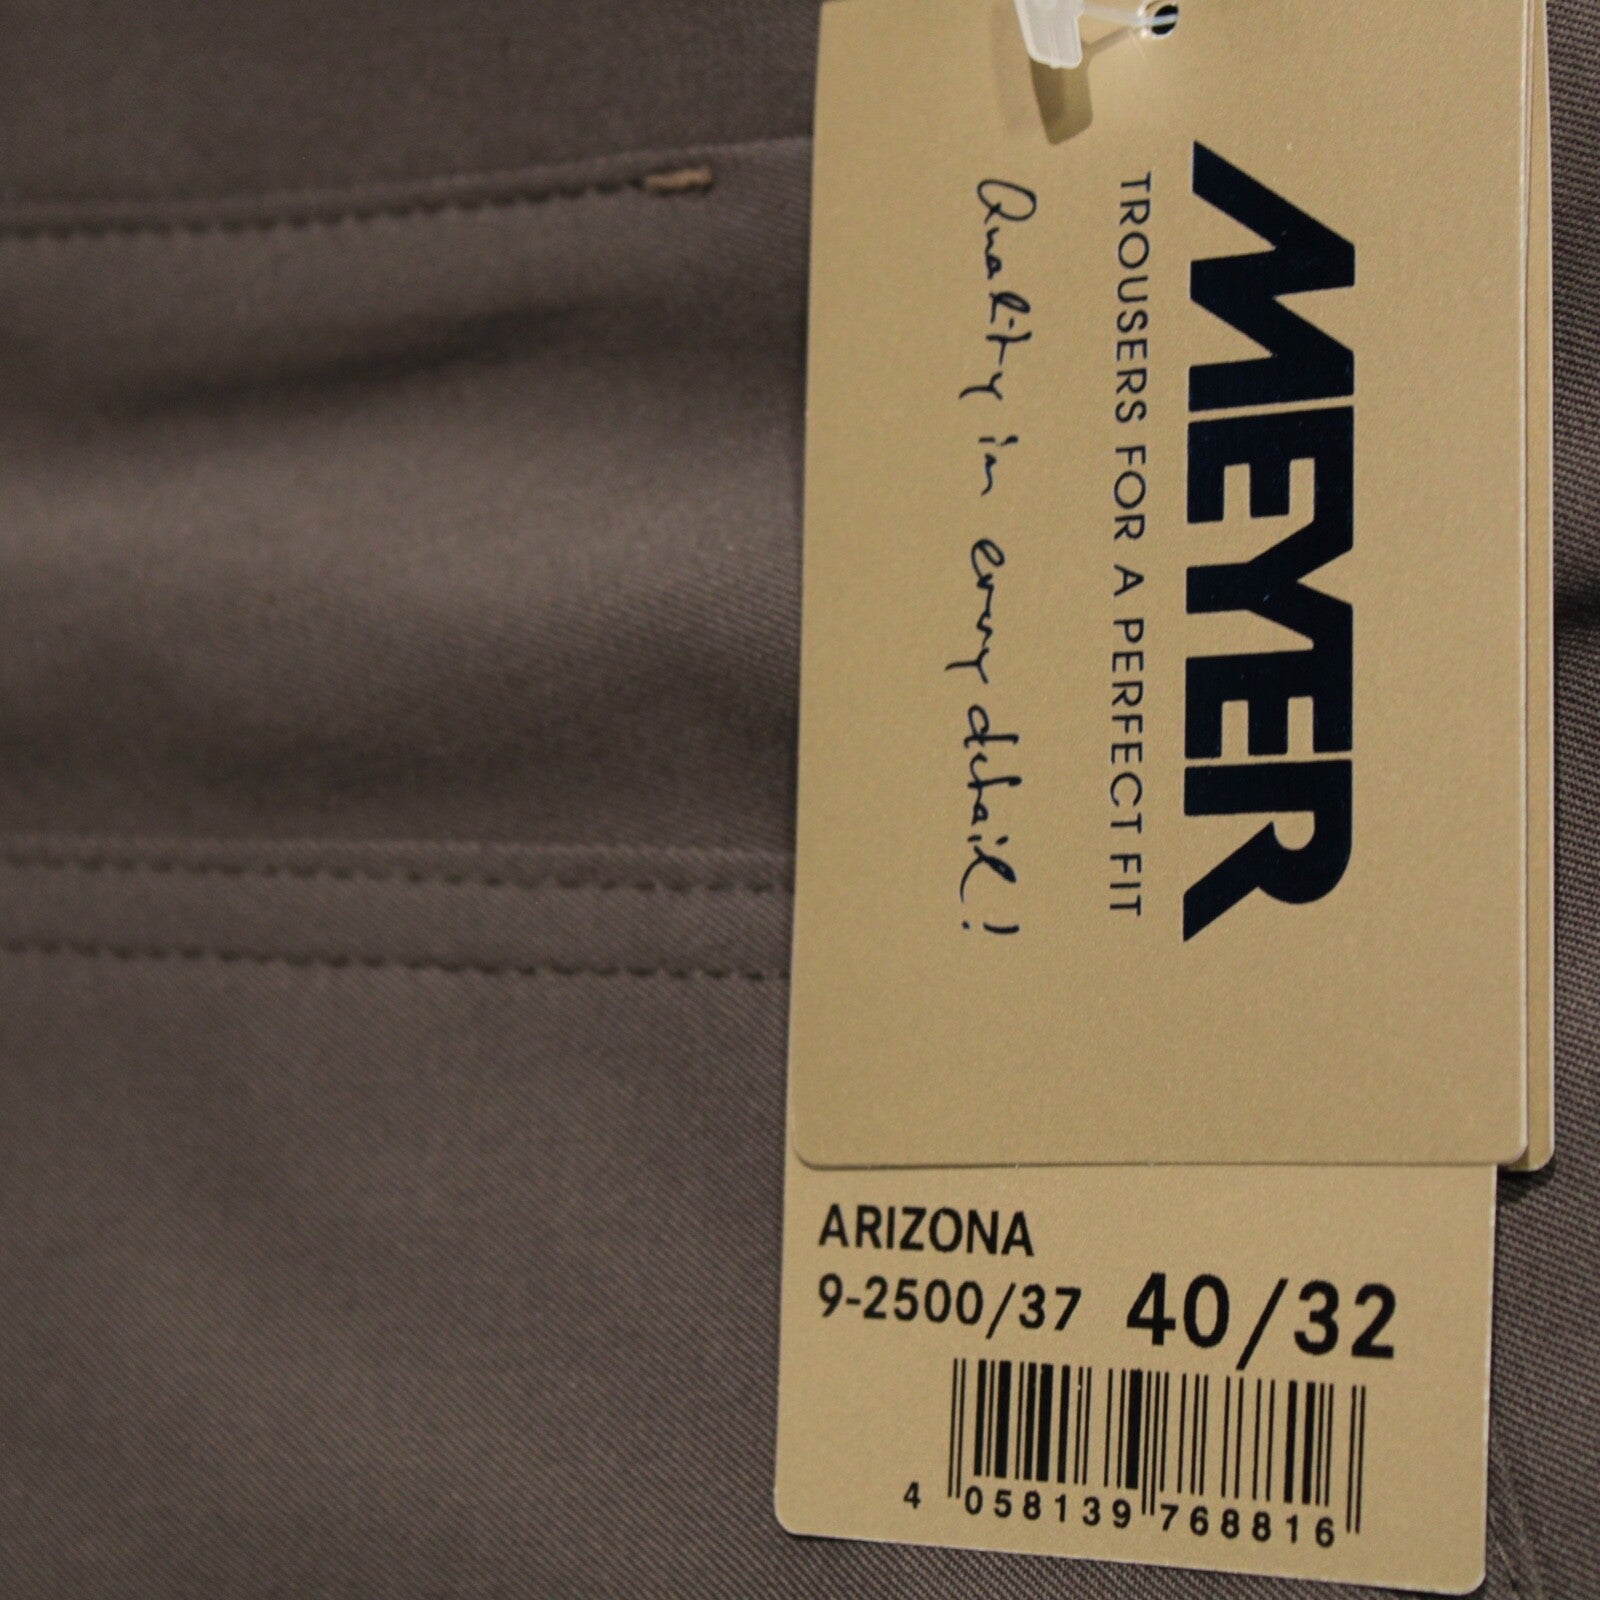 MEYER
TROUSERS FOR A PERFECT FIT
Quality in every detail!
ARIZONA
9-2500/37 40/32
4 058139 768816